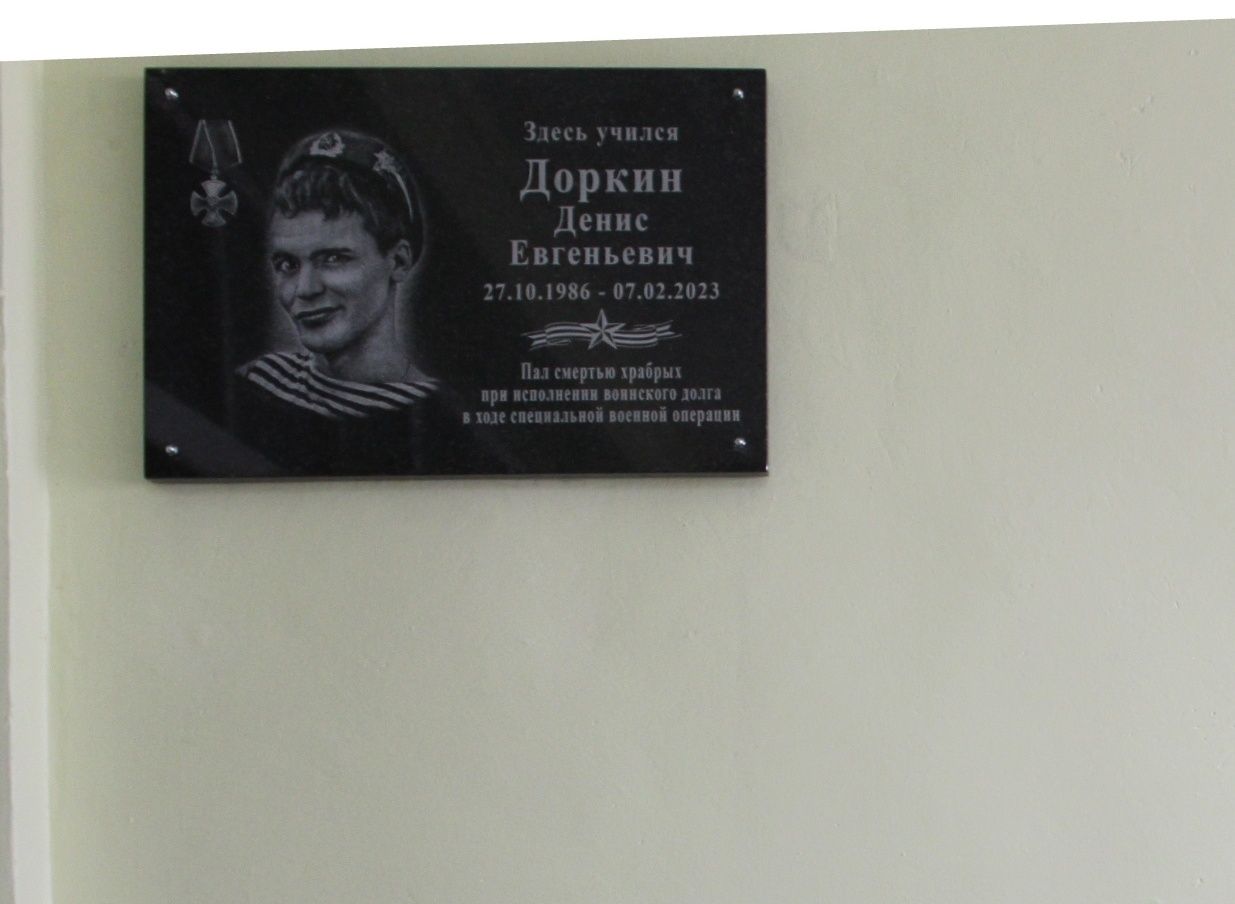 Здесь учился
Доркин
Денис
Евгеньевич
27.10.1986 - 07.02.2023
Пал смертью храбрых
при исполнении воинского долга
в ходе специальной военной операции